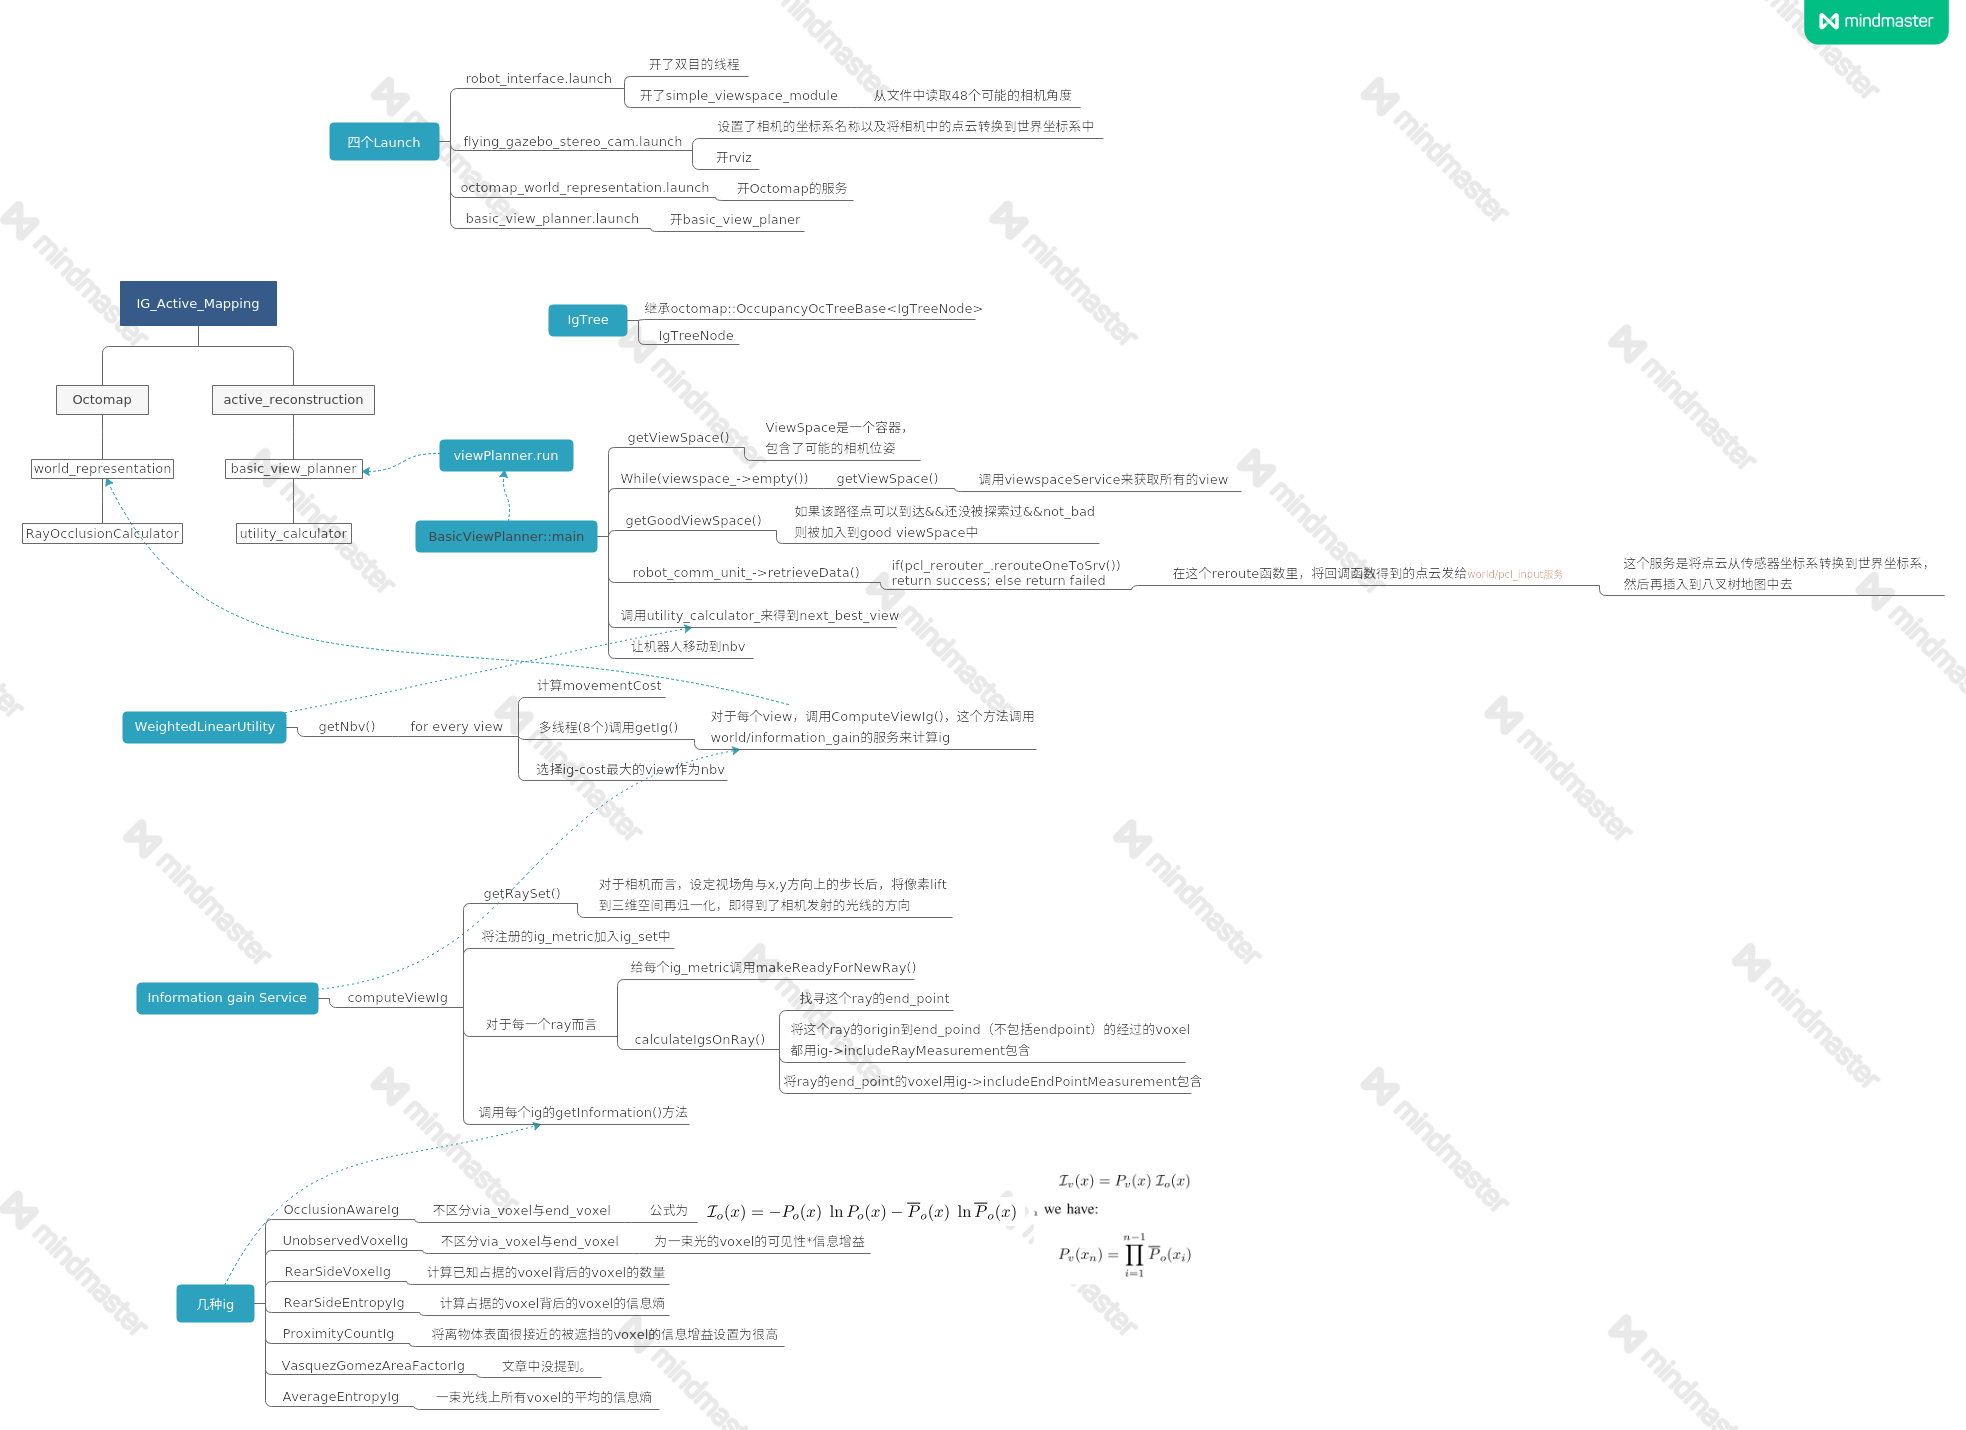 mindmaster
四个Launch
robot_interface.launch
开了双目的线程
开了simple_viewspace_module
从文件中读取48个可能的相机角度
flying_gazebo_stereo_cam.launch
设置了相机的坐标系名称以及将相机中的点云转换到世界坐标系中
开rviz
octomap_world_representation.launch
开Octomap的服务
basic_view_planner.launch
开basic_view_planer
IG_Active_Mapping
Octomap
active_reconstruction
world_representation
basic_view_planner
RayOcclusionCalculator
utility_calculator
IgTree
继承octomap::OccupancyOcTreeBase<IgTreeNode>
IgTreeNode
viewPlanner.run
BasicViewPlanner::main
getViewSpace()
ViewSpace是一个容器，
包含了可能的相机位姿
While(viewspace_->empty())
getViewSpace()
调用viewspaceService来获取所有的view
getGoodViewSpace()
如果该路径点可以到达&&还没被探索过&&not_bad
则被加入到good viewSpace中
robot_comm_unit_->retrieveData()
if(pcl_rerouter_.rerouteOneToSrv())
return success; else return failed
在这个reroute函数里，将回调函数得到的点云发给world/pcl_input服务
这个服务是将点云从传感器坐标系转换到世界坐标系，
然后再插入到八叉树地图中去
调用utility_calculator_来得到next_best_view
让机器人移动到nbv
WeightedLinearUtility
getNbv()
for every view
计算movementCost
多线程(8个)调用getIg()
对于每个view，调用ComputeViewIg()，这个方法调用
world/information_gain的服务来计算ig
选择ig-cost最大的view作为nbv
Information gain Service
computeViewIg
getRaySet()
对于相机而言，设定视场角与x,y方向上的步长后，将像素lift
到三维空间再归一化，即得到了相机发射的光线的方向
将注册的ig_metric加入ig_set中
对于每一个ray而言
给每个ig_metric调用makeReadyForNewRay()
calculateIgsOnRay()
找寻这个ray的end_point
将这个ray的origin到end_poind（不包括endpoint）的经过的voxel
都用ig->includeRayMeasurement包含
将ray的end_point的voxel用ig->includeEndPointMeasurement包含
调用每个ig的getInformation()方法
几种ig
OcclusionAwareIg
不区分via_voxel与end_voxel
公式为
𝓘ₒ(x) = −Pₒ(x) ln Pₒ(x) − P̅ₒ(x) ln P̅ₒ(x)
𝓘ᵥ(x) = Pᵥ(x) 𝓘ₒ(x)
we have:
Pᵥ(xₙ) = ∏_{i=1}^{n−1} P̅ₒ(xᵢ)
UnobservedVoxelIg
不区分via_voxel与end_voxel
为一束光的voxel的可见性*信息增益
RearSideVoxelIg
计算已知占据的voxel背后的voxel的数量
RearSideEntropyIg
计算占据的voxel背后的voxel的信息熵
ProximityCountIg
将离物体表面很接近的被遮挡的voxel的信息增益设置为很高
VasquezGomezAreaFactorIg
文章中没提到。
AverageEntropyIg
一束光线上所有voxel的平均的信息熵